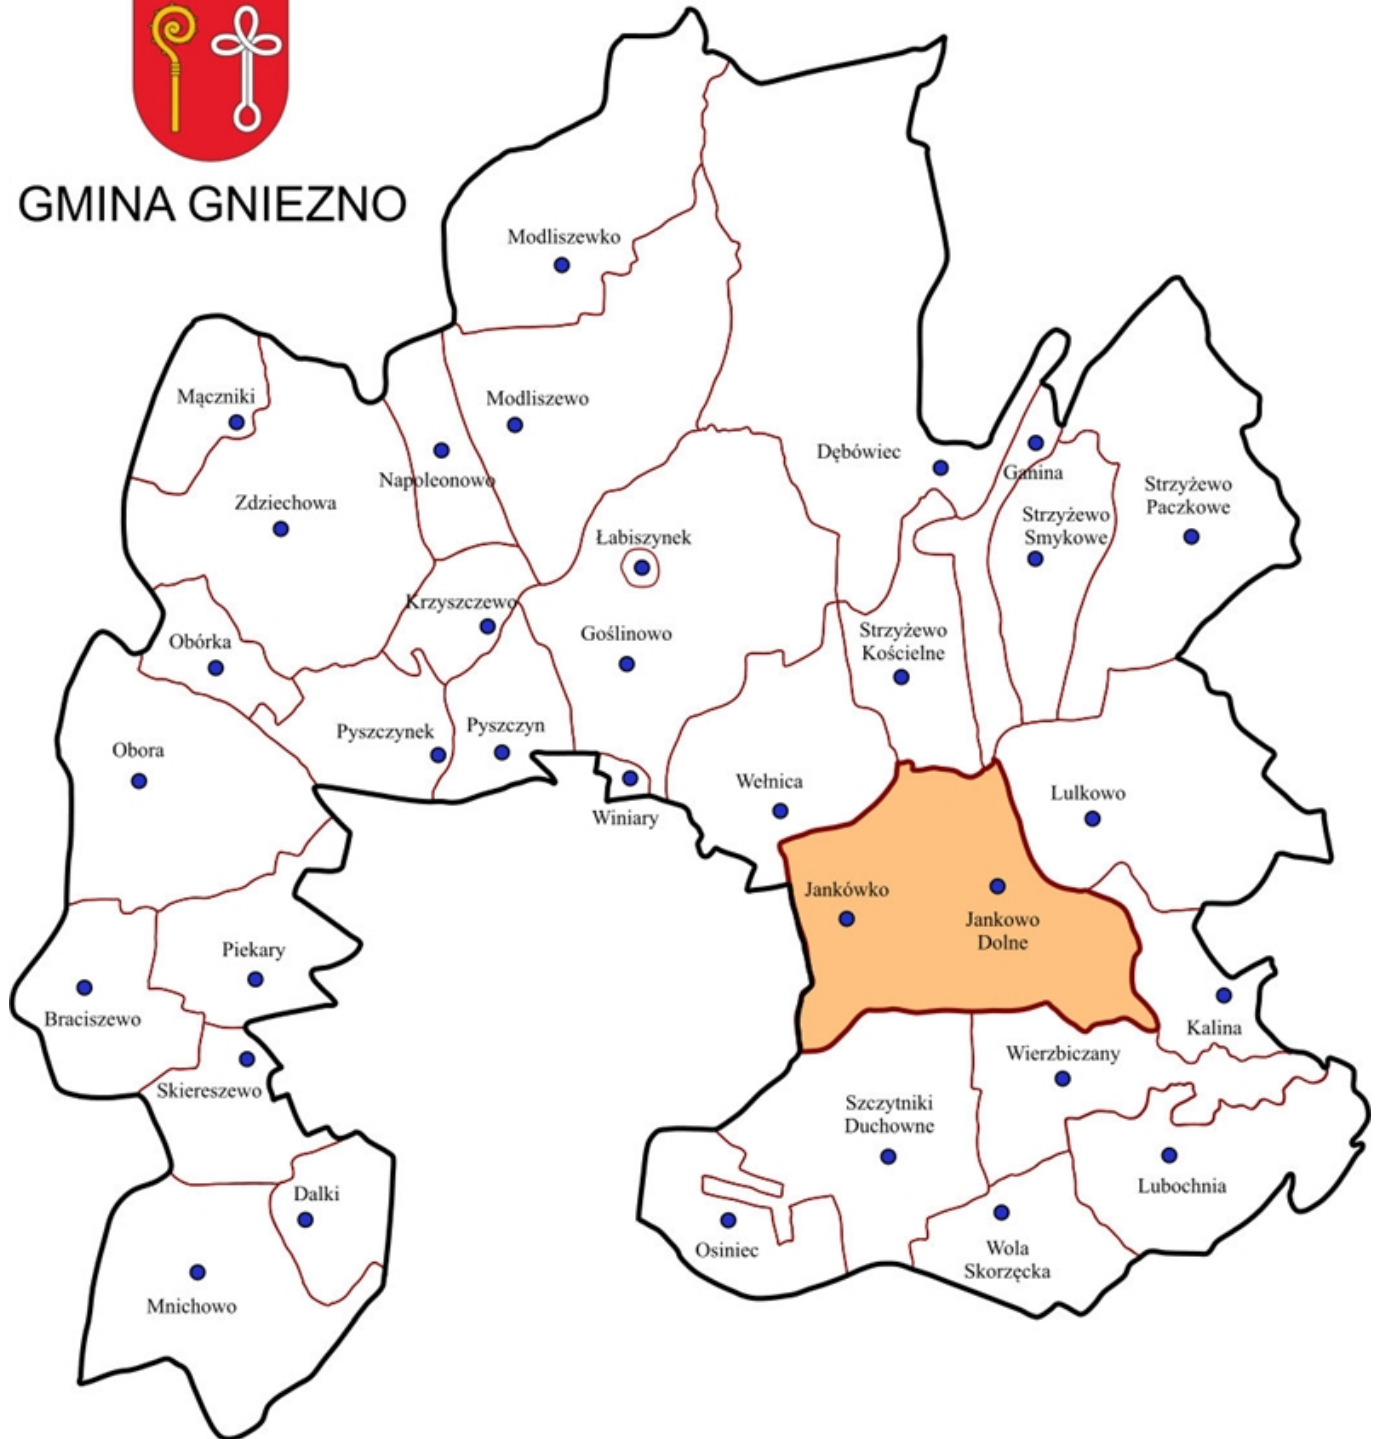 GMINA GNIEZNO
Modliszewko
Mączniki
Modliszewo
Napoleonowo
Zdziechowa
Dębówiec
Ganina
Strzyżewo
Paczkowe
Strzyżewo
Smykowe
Łabiszynek
Krzyszczewo
Goślinowo
Obórka
Strzyżewo
Kościelne
Pyszczynek
Pyszczyn
Obora
Wełnica
Winiary
Lulkowo
Jankówko
Jankowo
Dolne
Piekary
Braciszewo
Kalina
Skiereszewo
Wierzbiczany
Szczytniki
Duchowne
Dalki
Lubochnia
Osiniec
Wola
Skorzęcka
Mnichowo